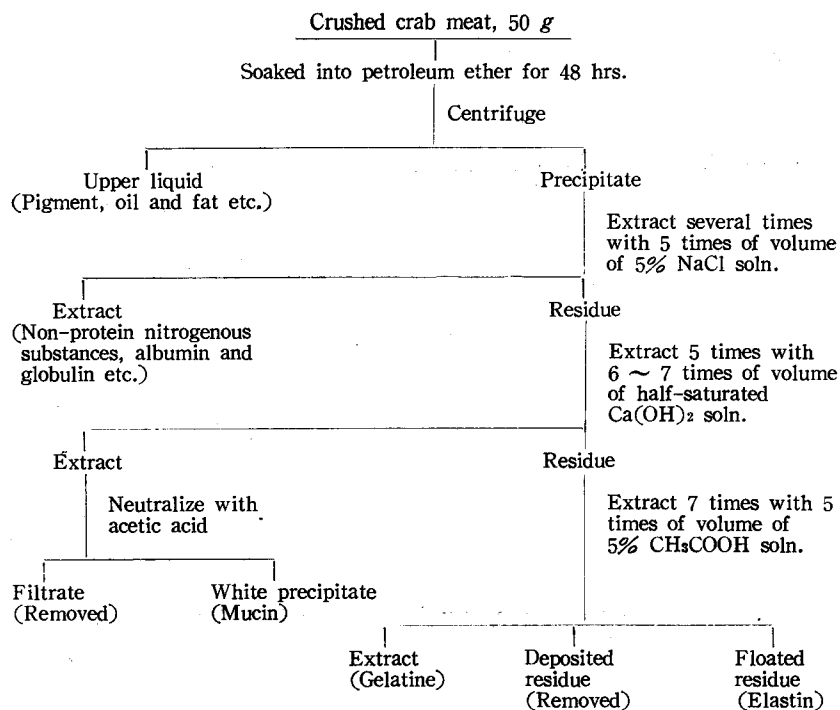 Crushed crab meat, 50 g
Soaked into petroleum ether for 48 hrs.
Centrifuge
Upper liquid
(Pigment, oil and fat etc.)
Precipitate
Extract several times
with 5 times of volume
of 5% NaCl soln.
Extract
(Non-protein nitrogenous
substances, albumin and
globulin etc.)
Residue
Extract 5 times with
6 ~ 7 times of volume
of half-saturated
Ca(OH)₂ soln.
Extract
Neutralize with
acetic acid
Residue
Extract 7 times with 5
times of volume of
5% CH₃COOH soln.
Filtrate
(Removed)
White precipitate
(Mucin)
Extract
(Gelatine)
Deposited
residue
(Removed)
Floated
residue
(Elastin)